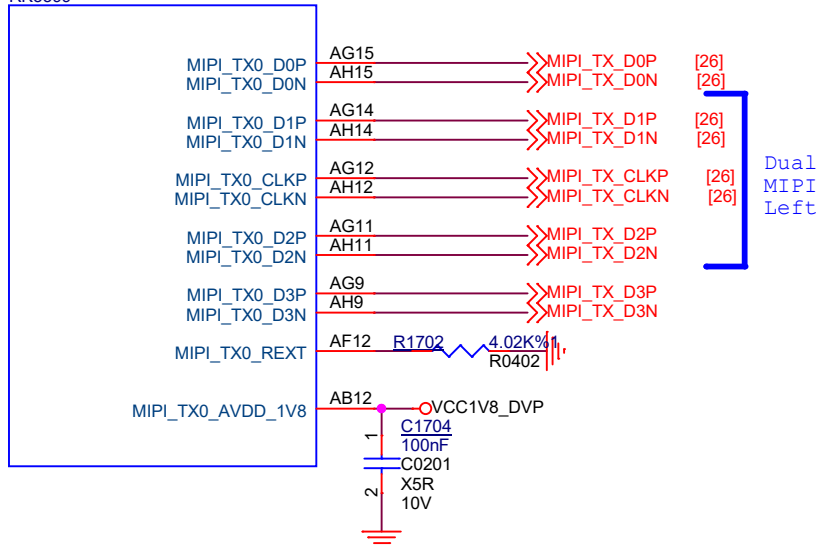 MIPI_TX0_D0P AG15 MIPI_TX_D0P [26]
MIPI_TX0_D0N AH15 MIPI_TX_D0N [26]
MIPI_TX0_D1P AG14 MIPI_TX_D1P [26]
MIPI_TX0_D1N AH14 MIPI_TX_D1N [26]
MIPI_TX0_CLKP AG12 MIPI_TX_CLKP [26]
MIPI_TX0_CLKN AH12 MIPI_TX_CLKN [26]
Dual
MIPI
Left
MIPI_TX0_D2P AG11 MIPI_TX_D2P
MIPI_TX0_D2N AH11 MIPI_TX_D2N
MIPI_TX0_D3P AG9 MIPI_TX_D3P
MIPI_TX0_D3N AH9 MIPI_TX_D3N
MIPI_TX0_REXT AF12 R1702 4.02K%1
R0402
MIPI_TX0_AVDD_1V8 AB12 VCC1V8_DVP
1 C1704
100nF
C0201
X5R
2 10V